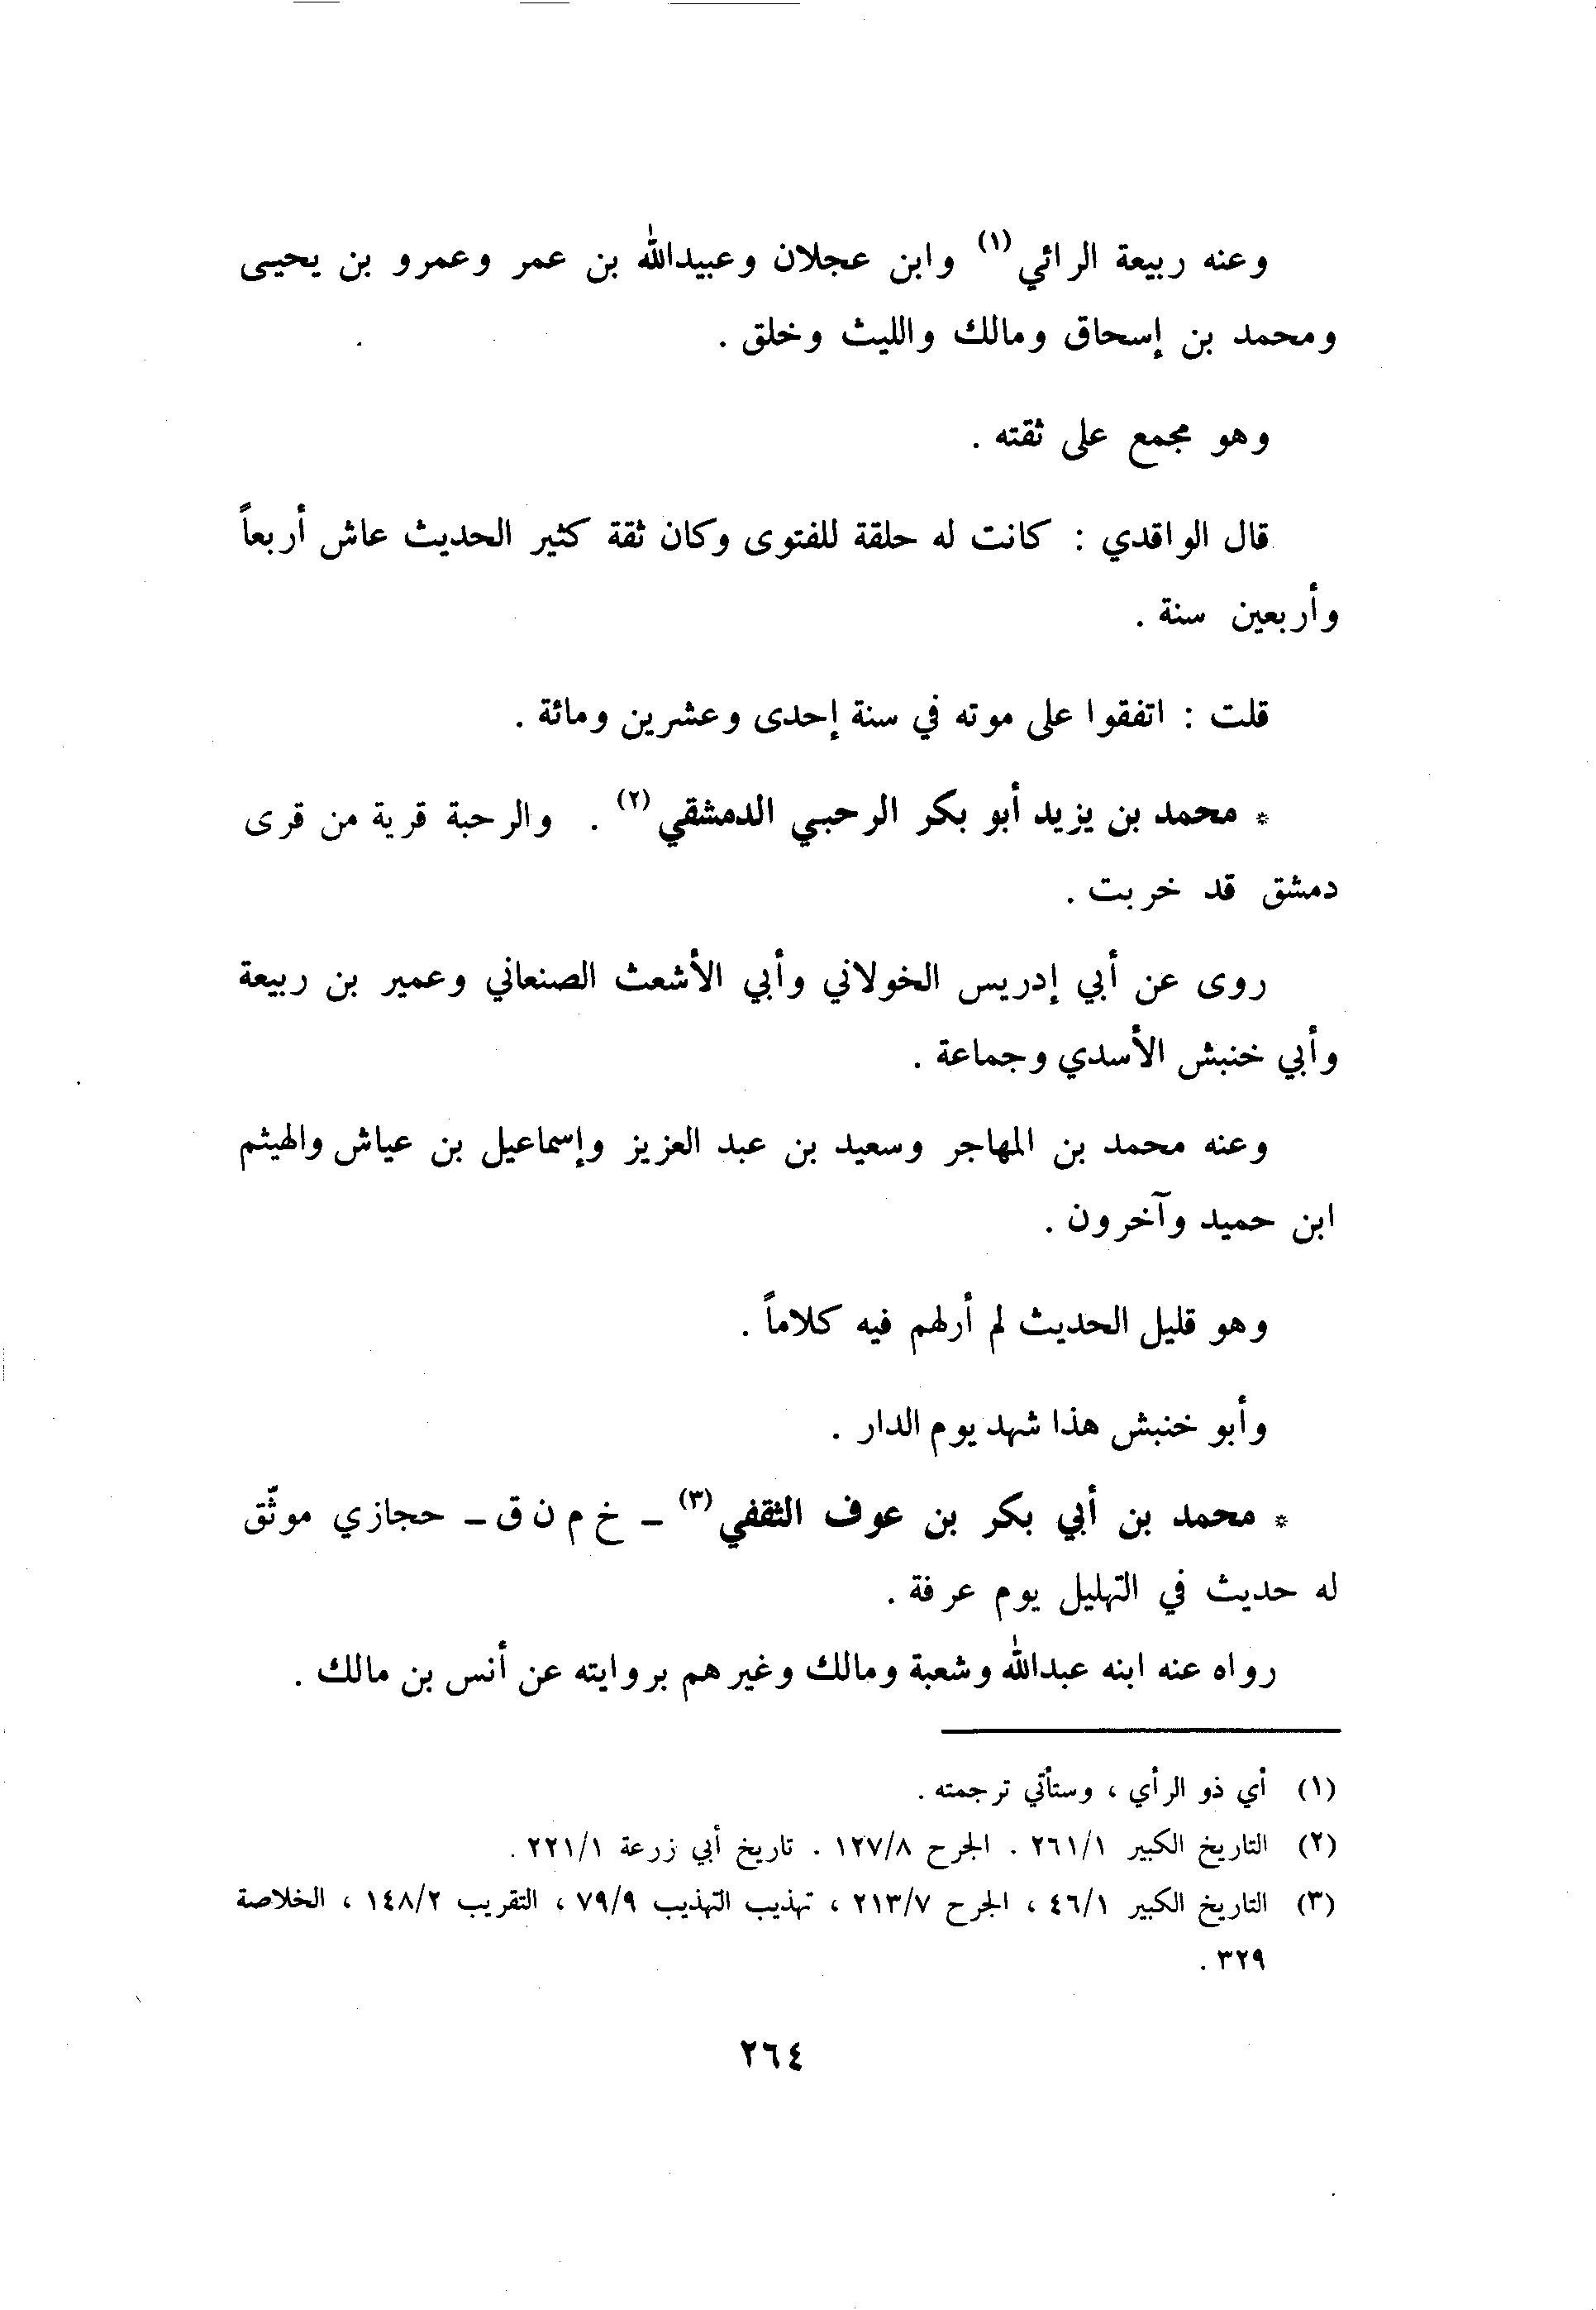 وعنه ربيعة الرائي(١) وابن عجلان وعبيدالله بن عمر وعمرو بن يحيى
ومحمد بن إسحاق ومالك والليث وخلق .
وهو مجمع على ثقته .
قال الواقدي : كانت له حلقة للفتوى وكان ثقة كثير الحديث عاش أربعاً
وأربعين سنة .
قلت : اتفقوا على موته في سنة إحدى وعشرين ومائة .
* محمد بن يزيد أبو بكر الرحبي الدمشقي(٢) . والرحبة قرية من قرى
دمشق قد خربت .
روى عن أبي إدريس الخولاني وأبي الأشعث الصنعاني وعمير بن ربيعة
وأبي خنبش الأسدي وجماعة .
وعنه محمد بن المهاجر وسعيد بن عبد العزيز وإسماعيل بن عياش والهيثم
ابن حميد وآخرون .
وهو قليل الحديث لم أرلهم فيه كلاماً .
وأبو خنبش هذا شهد يوم الدار .
* محمد بن أبي بكر بن عوف الثقفي(٣) – خ م ن ق – حجازي موثّق
له حديث في التهليل يوم عرفة .
رواه عنه ابنه عبدالله وشعبة ومالك وغيرهم بروايته عن أنس بن مالك .
(١) أي ذو الرأي ، وستأتي ترجمته .
(٢) التاريخ الكبير ٢٦١/١ . الجرح ١٢٧/٨ . تاريخ أبي زرعة ٢٢١/١ .
(٣) التاريخ الكبير ٤٦/١ ، الجرح ٢١٣/٧ ، تهذيب التهذيب ٧٩/٩ ، التقريب ١٤٨/٢ ، الخلاصة
٣٢٩ .
٢٦٤